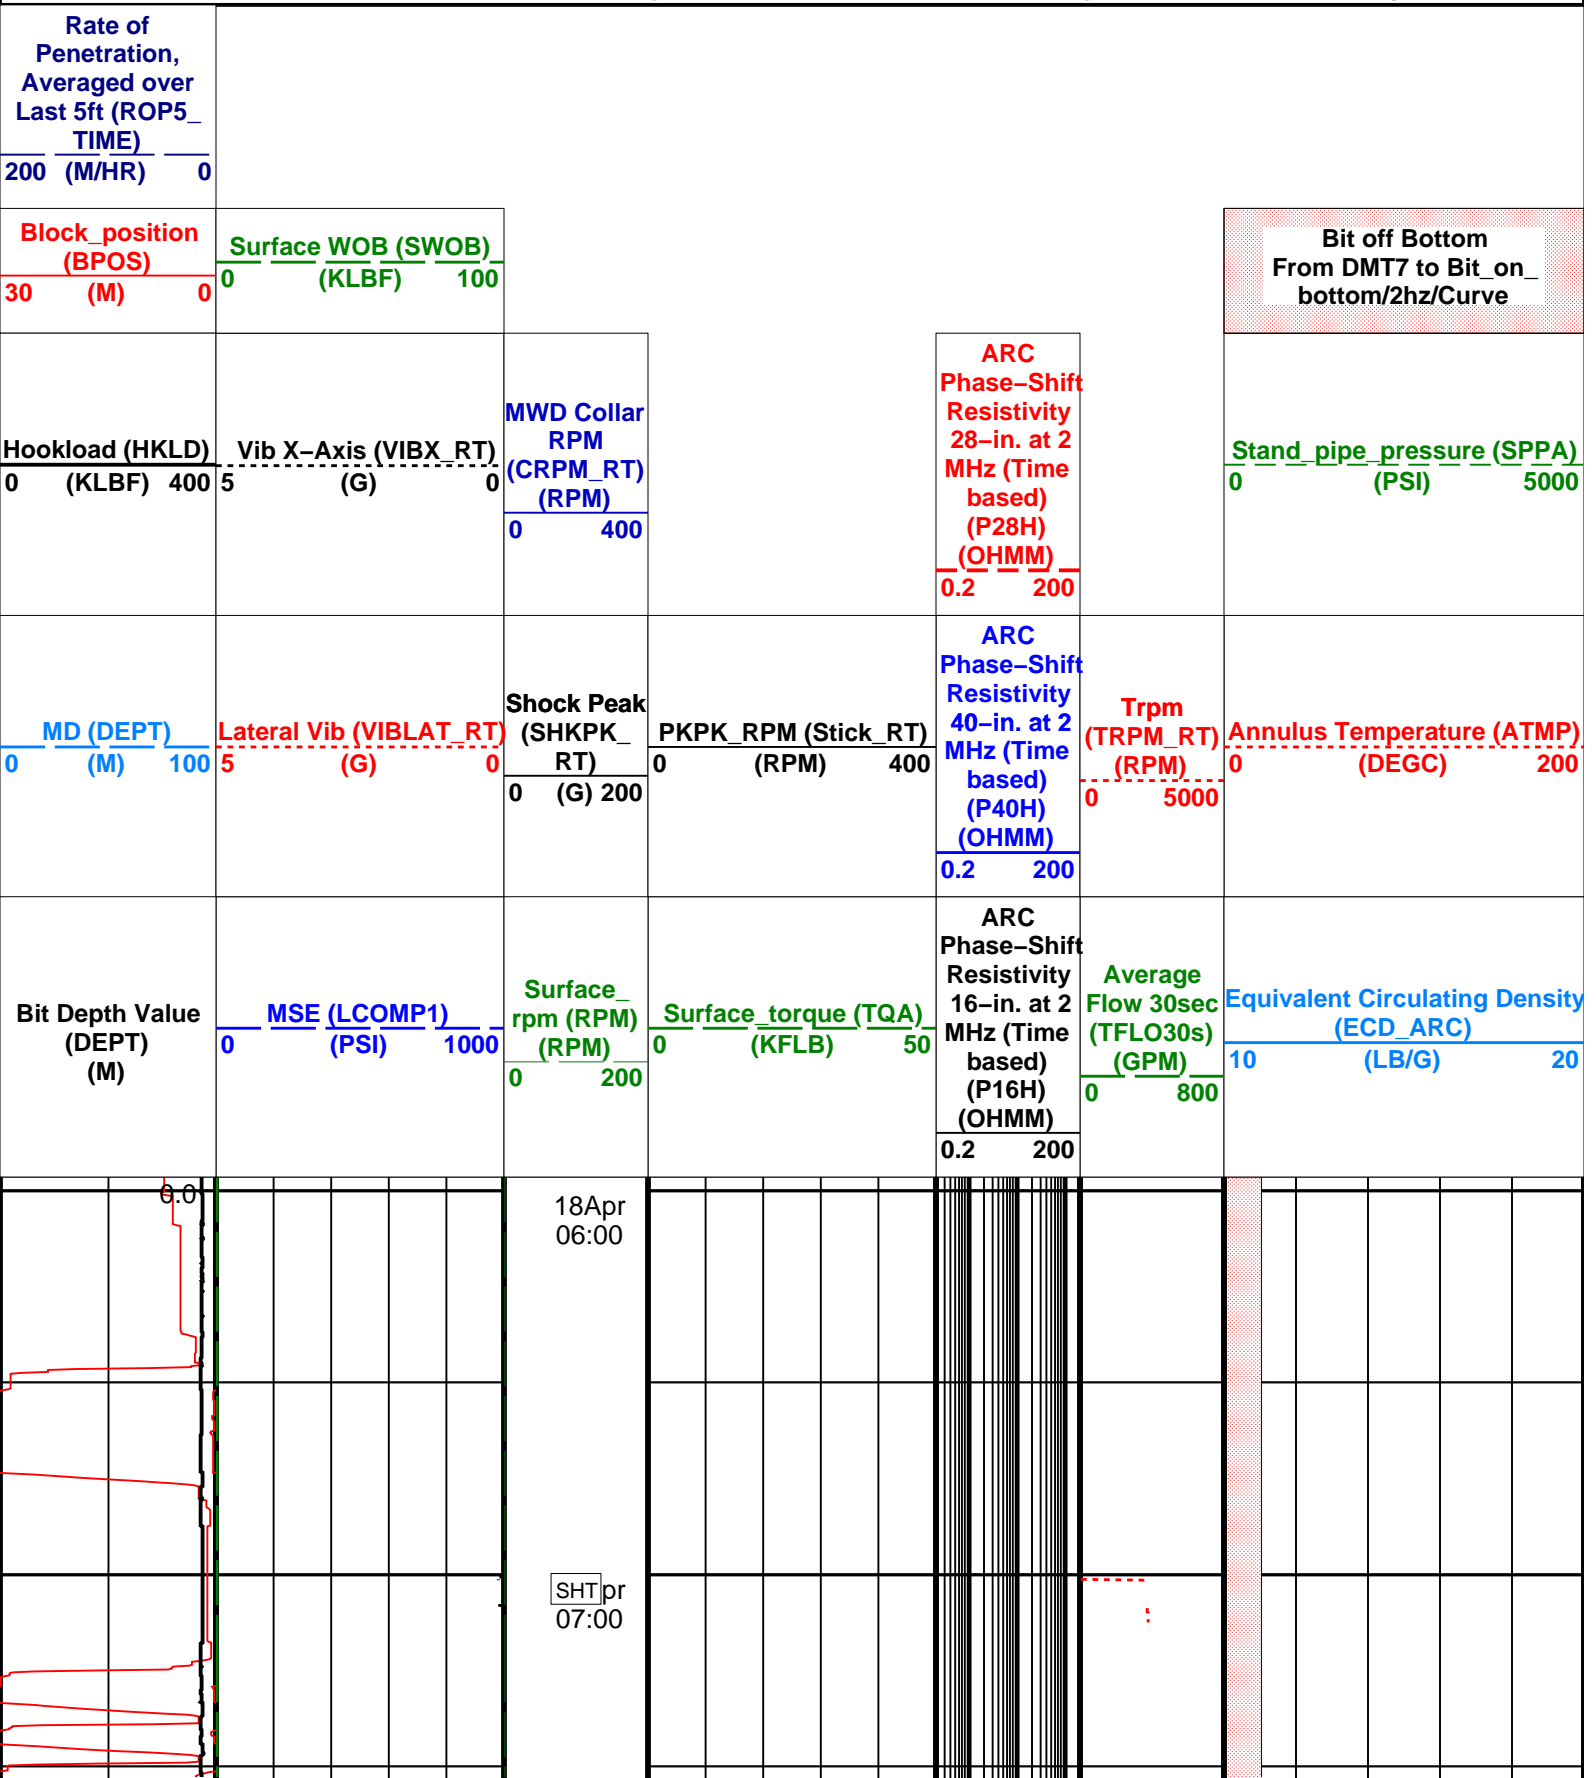 Rate of
Penetration,
Averaged over
Last 5ft (ROP5_
TIME)
200 (M/HR) 0
Block_position
(BPOS)
30 (M) 0
Surface WOB (SWOB)
0 (KLBF) 100
Bit off Bottom
From DMT7 to Bit_on_
bottom/2hz/Curve
Hookload (HKLD)
0 (KLBF) 400
Vib X–Axis (VIBX_RT)
5 (G) 0
MWD Collar
RPM
(CRPM_RT)
(RPM)
0 400
ARC
Phase–Shift
Resistivity
28–in. at 2
MHz (Time
based)
(P28H)
(OHMM)
0.2 200
Stand_pipe_pressure (SPPA)
0 (PSI) 5000
MD (DEPT)
0 (M) 100
Lateral Vib (VIBLAT_RT)
5 (G) 0
Shock Peak
(SHKPK_
RT)
0 (G) 200
PKPK_RPM (Stick_RT)
0 (RPM) 400
ARC
Phase–Shift
Resistivity
40–in. at 2
MHz (Time
based)
(P40H)
(OHMM)
0.2 200
Trpm
(TRPM_RT)
(RPM)
0 5000
Annulus Temperature (ATMP)
0 (DEGC) 200
Bit Depth Value
(DEPT)
(M)
MSE (LCOMP1)
0 (PSI) 1000
Surface_
rpm (RPM)
(RPM)
0 200
Surface_torque (TQA)
0 (KFLB) 50
ARC
Phase–Shift
Resistivity
16–in. at 2
MHz (Time
based)
(P16H)
(OHMM)
0.2 200
Average
Flow 30sec
(TFLO30s)
(GPM)
0 800
Equivalent Circulating Density
(ECD_ARC)
10 (LB/G) 20
0.0
18Apr
06:00
SHT pr
07:00